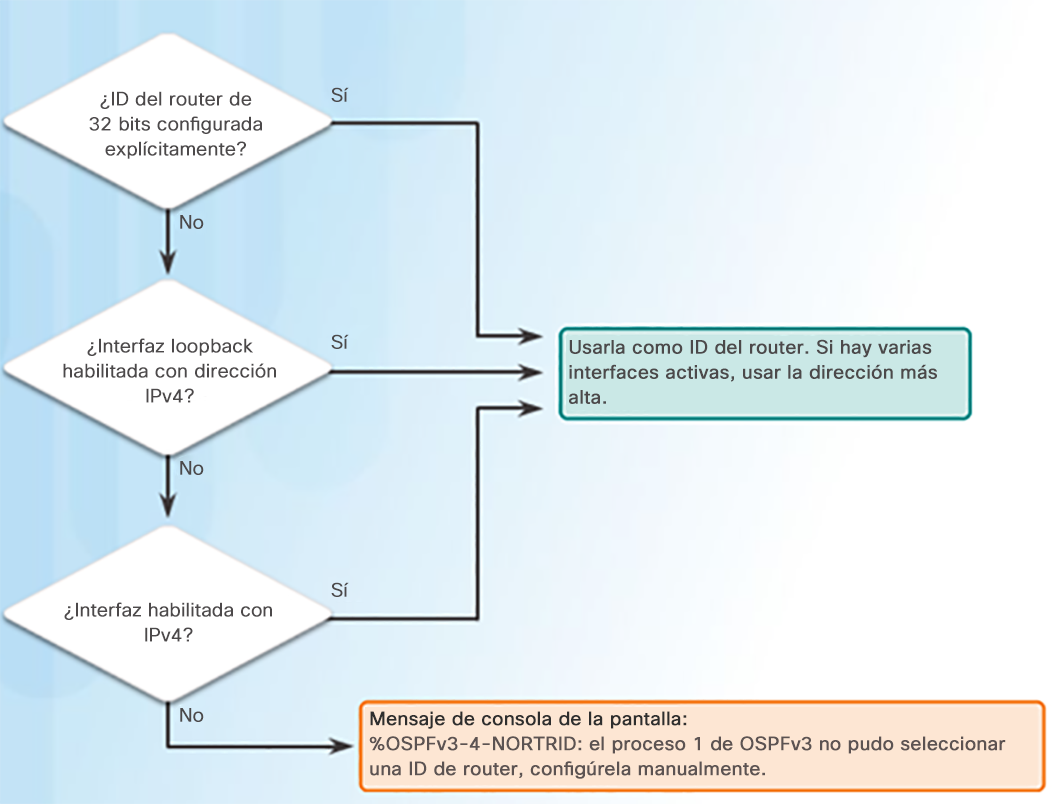 ¿ID del router de
32 bits configurada
explícitamente?
Sí
No
¿Interfaz loopback
habilitada con dirección
IPv4?
Sí
Usarla como ID del router. Si hay varias
interfaces activas, usar la dirección más
alta.
No
¿Interfaz habilitada con
IPv4?
Sí
No
Mensaje de consola de la pantalla:
%OSPFv3-4-NORTRID: el proceso 1 de OSPFv3 no pudo seleccionar
una ID de router, configúrela manualmente.